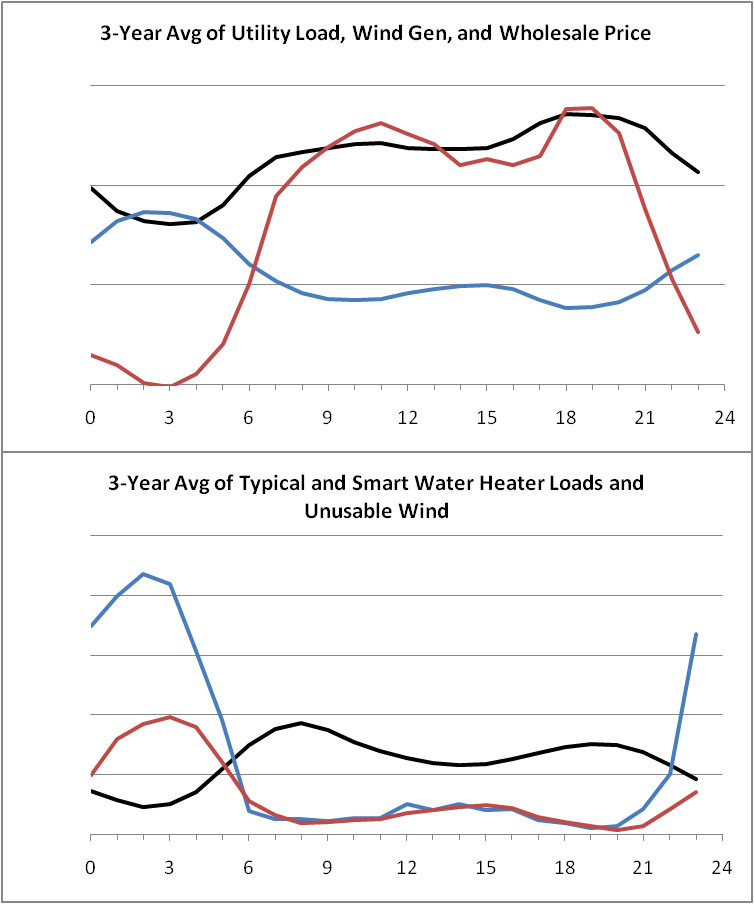 3-Year Avg of Utility Load, Wind Gen, and Wholesale Price
0 3 6 9 12 15 18 21 24
3-Year Avg of Typical and Smart Water Heater Loads and
Unusable Wind
0 3 6 9 12 15 18 21 24